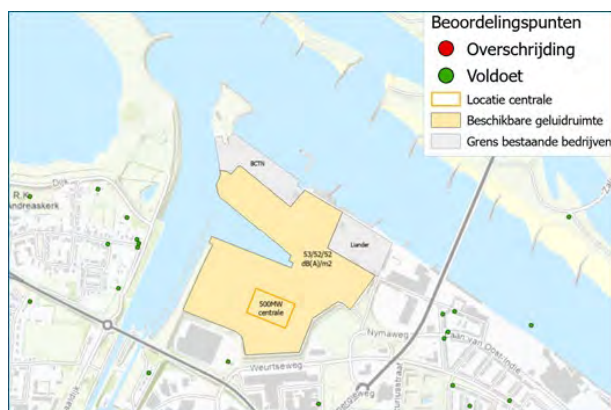 Beoordelingspunten
Overschrijding
Voldoet
Locatie centrale
Beschikbare geluidruimte
Grens bestaande bedrijven
BCTN
Dijk
R.K.
Andreaskerk
Liander
53/52/52
dB(A)/m2
500MW
centrale
Nymaweg
Weurtseweg